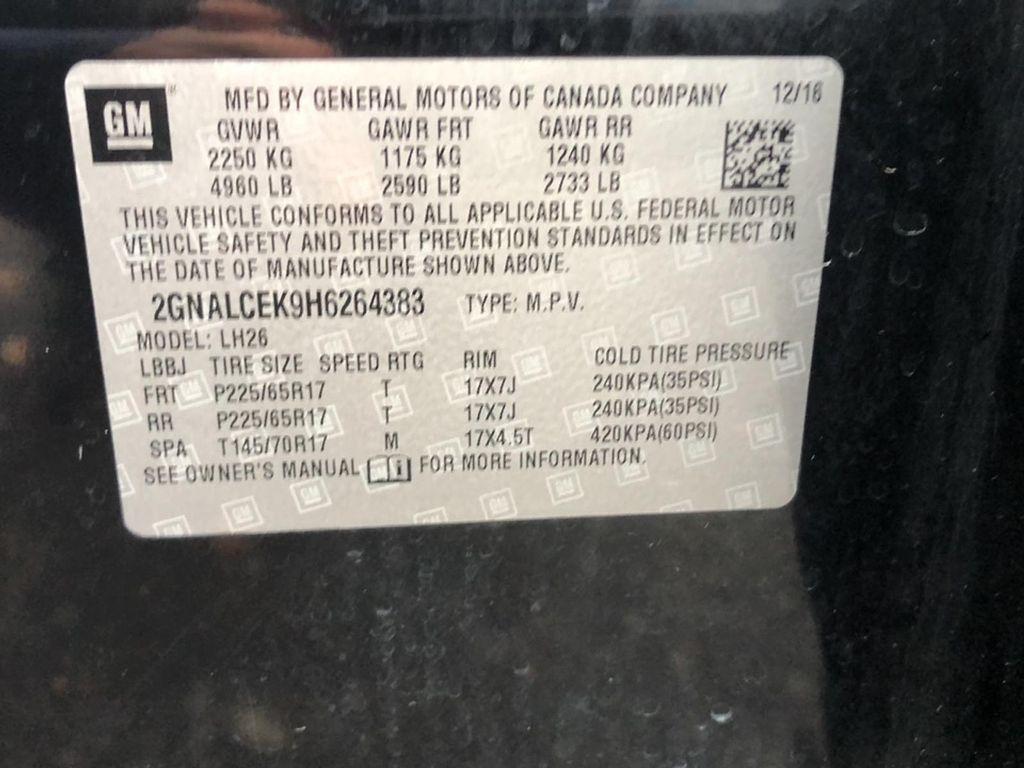 GM
MFD BY GENERAL MOTORS OF CANADA COMPANY 12/16
GVWR GAWR FRT GAWR RR
2250 KG 1175 KG 1240 KG
4960 LB 2590 LB 2733 LB
THIS VEHICLE CONFORMS TO ALL APPLICABLE U.S. FEDERAL MOTOR
VEHICLE SAFETY AND THEFT PREVENTION STANDARDS IN EFFECT ON
THE DATE OF MANUFACTURE SHOWN ABOVE.
2GNALCEK9H6264383 TYPE: M.P.V.
MODEL: LH26
LBBJ TIRE SIZE SPEED RTG RIM COLD TIRE PRESSURE
FRT P225/65R17 T 17X7J 240KPA(35PSI)
RR P225/65R17 T 17X7J 240KPA(35PSI)
SPA T145/70R17 M 17X4.5T 420KPA(60PSI)
SEE OWNER'S MANUAL i FOR MORE INFORMATION.